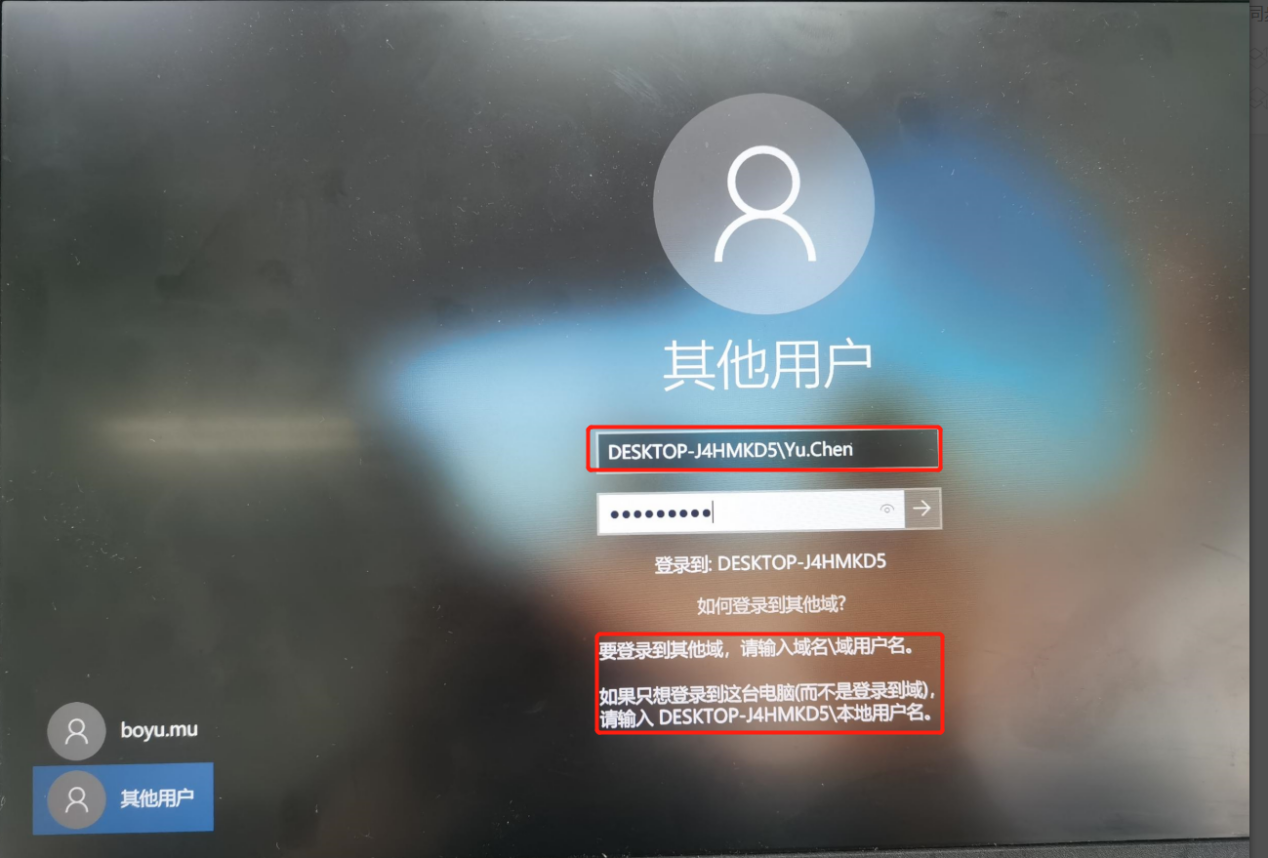 其他用户
DESKTOP-J4HMKD5\Yu.Chen
登录到: DESKTOP-J4HMKD5
如何登录到其他域?
要登录到其他域，请输入域名\域用户名。
如果只想登录到这台电脑(而不是登录到域)，
请输入 DESKTOP-J4HMKD5\本地用户名。
boyu.mu
其他用户